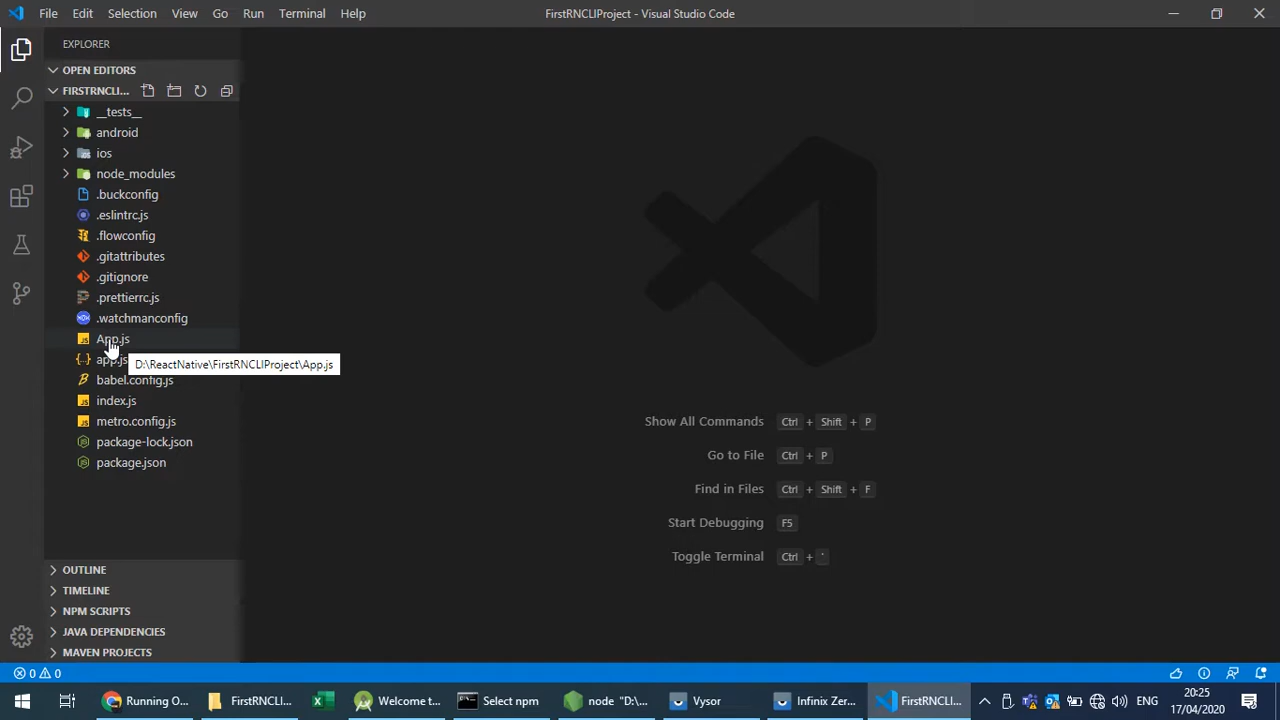 File Edit Selection View Go Run Terminal Help FirstRNCLIProject - Visual Studio Code
EXPLORER
OPEN EDITORS
FIRSTRNCLI...
__tests__
android
ios
node_modules
.buckconfig
.eslintrc.js
.flowconfig
.gitattributes
.gitignore
.prettierrc.js
.watchmanconfig
App.js
app.js
D:\ReactNative\FirstRNCLIProject\App.js
babel.config.js
index.js
metro.config.js
package-lock.json
package.json
Show All Commands Ctrl + Shift + P
Go to File Ctrl + P
Find in Files Ctrl + Shift + F
Start Debugging F5
Toggle Terminal Ctrl + `
OUTLINE
TIMELINE
NPM SCRIPTS
JAVA DEPENDENCIES
MAVEN PROJECTS
0 0
Running O... FirstRNCLI... Welcome t... Select npm node "D:\... Vysor Infinix Zer... FirstRNCLI... ENG 20:25
17/04/2020